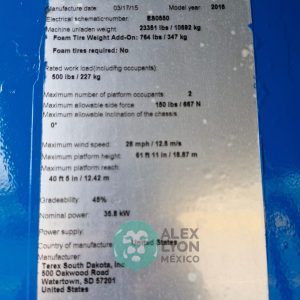 Manufacture date: 03/17/15 Model year: 2015
Electrical schematic-number: ES0550
Machine unladen weight: 23351 lbs / 10592 kg
Foam Tire Weight Add-On: 764 lbs / 347 kg
Foam tires required: No
Rated work load(including occupants):
500 lbs / 227 kg
Maximum number of platform occupants: 2
Maximum allowable side force 150 lbs / 667 N
Maximum allowable inclination of the chassis
0°
Maximum wind speed: 28 mph / 12.5 m/s
Maximum platform height: 61 ft 11 in / 18.87 m
Maximum platform reach:
40 ft 5 in / 12.42 m
Gradeability: 45%
Nominal power: 35.8 kW
Power supply:
Country of manufacture: United States
Manufacturer:
Terex South Dakota, Inc
500 Oakwood Road
Watertown, SD 57201
United States
ALEX
LYON
MÉXICO